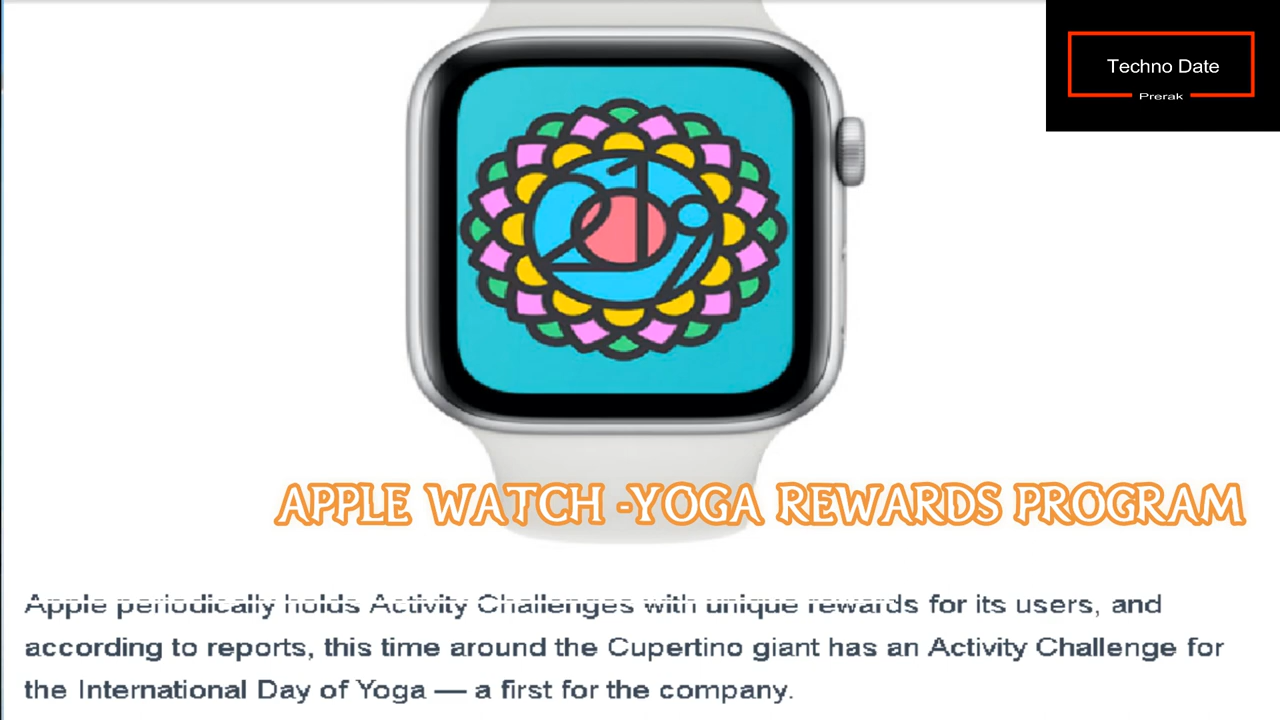 Techno Date
Prerak
21
APPLE WATCH -YOGA REWARDS PROGRAM
Apple periodically holds Activity Challenges with unique rewards for its users, and
according to reports, this time around the Cupertino giant has an Activity Challenge for
the International Day of Yoga — a first for the company.